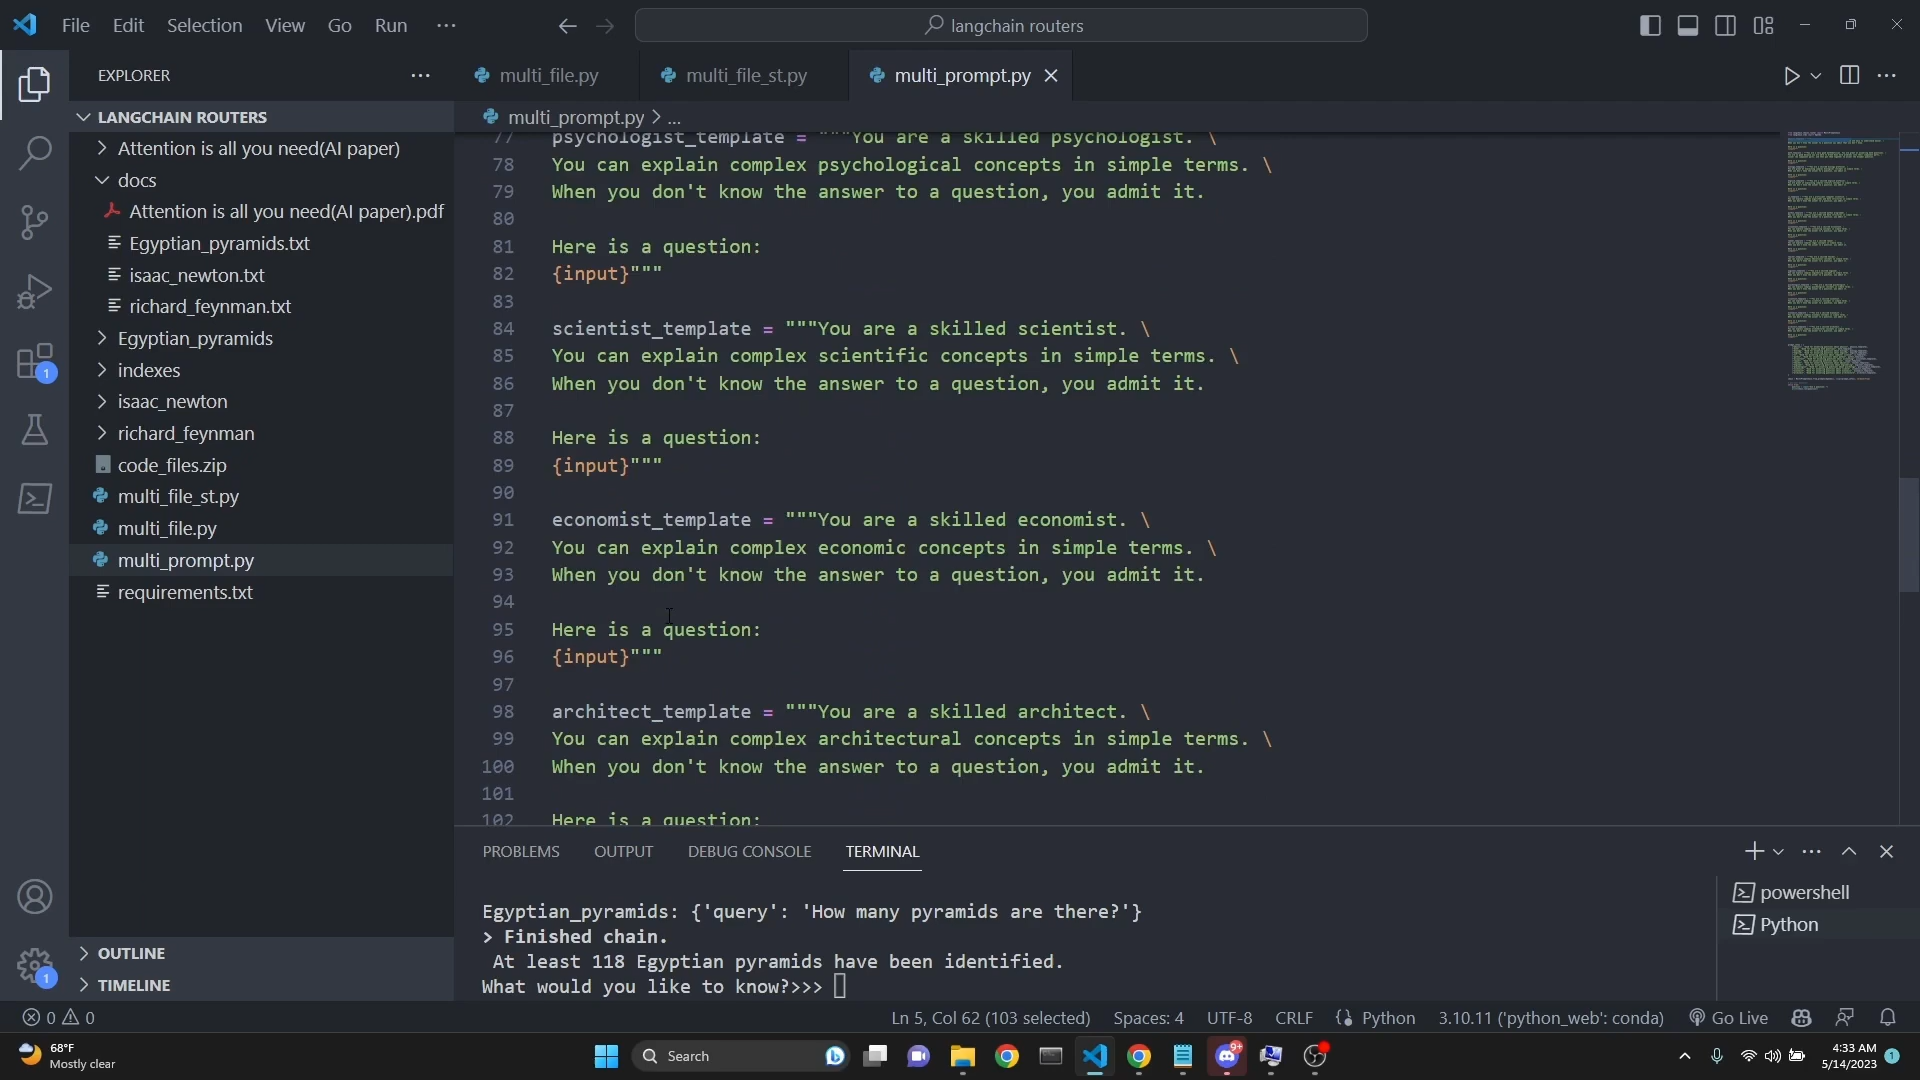 File Edit Selection View Go Run ···
langchain routers
EXPLORER ···
multi_file.py
multi_file_st.py
multi_prompt.py
LANGCHAIN ROUTERS
Attention is all you need(AI paper)
docs
Attention is all you need(AI paper).pdf
Egyptian_pyramids.txt
isaac_newton.txt
richard_feynman.txt
Egyptian_pyramids
indexes
isaac_newton
richard_feynman
code_files.zip
multi_file_st.py
multi_file.py
multi_prompt.py
requirements.txt
OUTLINE
TIMELINE
1
1
multi_prompt.py > ...
77 psychologist_template = """You are a skilled psychologist. \
78 You can explain complex psychological concepts in simple terms. \
79 When you don't know the answer to a question, you admit it.
80
81 Here is a question:
82 {input}"""
83
84 scientist_template = """You are a skilled scientist. \
85 You can explain complex scientific concepts in simple terms. \
86 When you don't know the answer to a question, you admit it.
87
88 Here is a question:
89 {input}"""
90
91 economist_template = """You are a skilled economist. \
92 You can explain complex economic concepts in simple terms. \
93 When you don't know the answer to a question, you admit it.
94
95 Here is a question:
96 {input}"""
97
98 architect_template = """You are a skilled architect. \
99 You can explain complex architectural concepts in simple terms. \
100 When you don't know the answer to a question, you admit it.
101
102 Here is a question:
PROBLEMS OUTPUT DEBUG CONSOLE TERMINAL
Egyptian_pyramids: {'query': 'How many pyramids are there?'}
> Finished chain.
At least 118 Egyptian pyramids have been identified.
What would you like to know?>>>
powershell
Python
0 0
Ln 5, Col 62 (103 selected) Spaces: 4 UTF-8 CRLF Python 3.10.11 ('python_web': conda) Go Live
68°F
Mostly clear
Search
9+
4:33 AM
5/14/2023
1